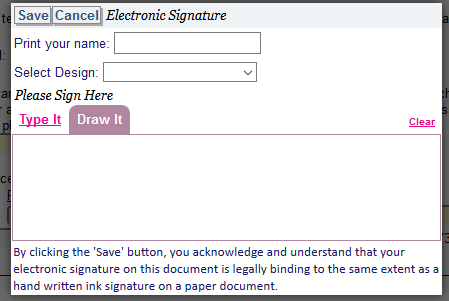 Save Cancel Electronic Signature
Print your name:
Select Design:
Please Sign Here
Type It Draw It Clear
By clicking the 'Save' button, you acknowledge and understand that your
electronic signature on this document is legally binding to the same extent as a
hand written ink signature on a paper document.